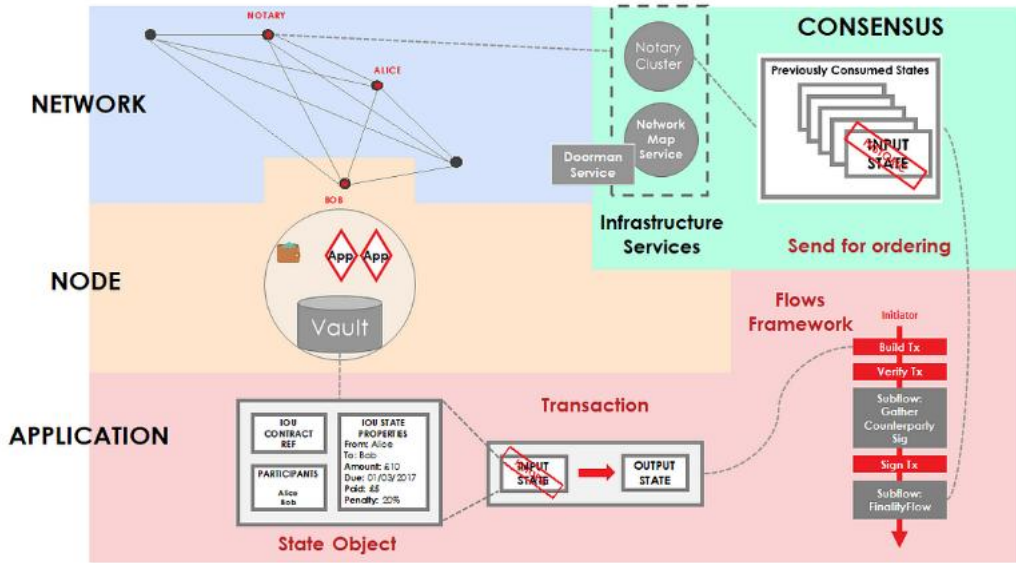 NETWORK
NOTARY
ALICE
BOB
Notary
Cluster
Network
Map
Service
Doorman
Service
Infrastructure
Services
CONSENSUS
Previously Consumed States
INPUT
STATE
Send for ordering
NODE
App
App
Vault
APPLICATION
IOU
CONTRACT
REF
PARTICIPANTS
Alice
Bob
IOU STATE
PROPERTIES
From: Alice
To: Bob
Amount: £10
Due: 01/03/2017
Paid: £5
Penalty: 20%
State Object
Transaction
INPUT
STATE
OUTPUT
STATE
Flows
Framework
Initiator
Build Tx
Verify Tx
Subflow:
Gather
Counterparty
Sig
Sign Tx
Subflow:
FinalityFlow